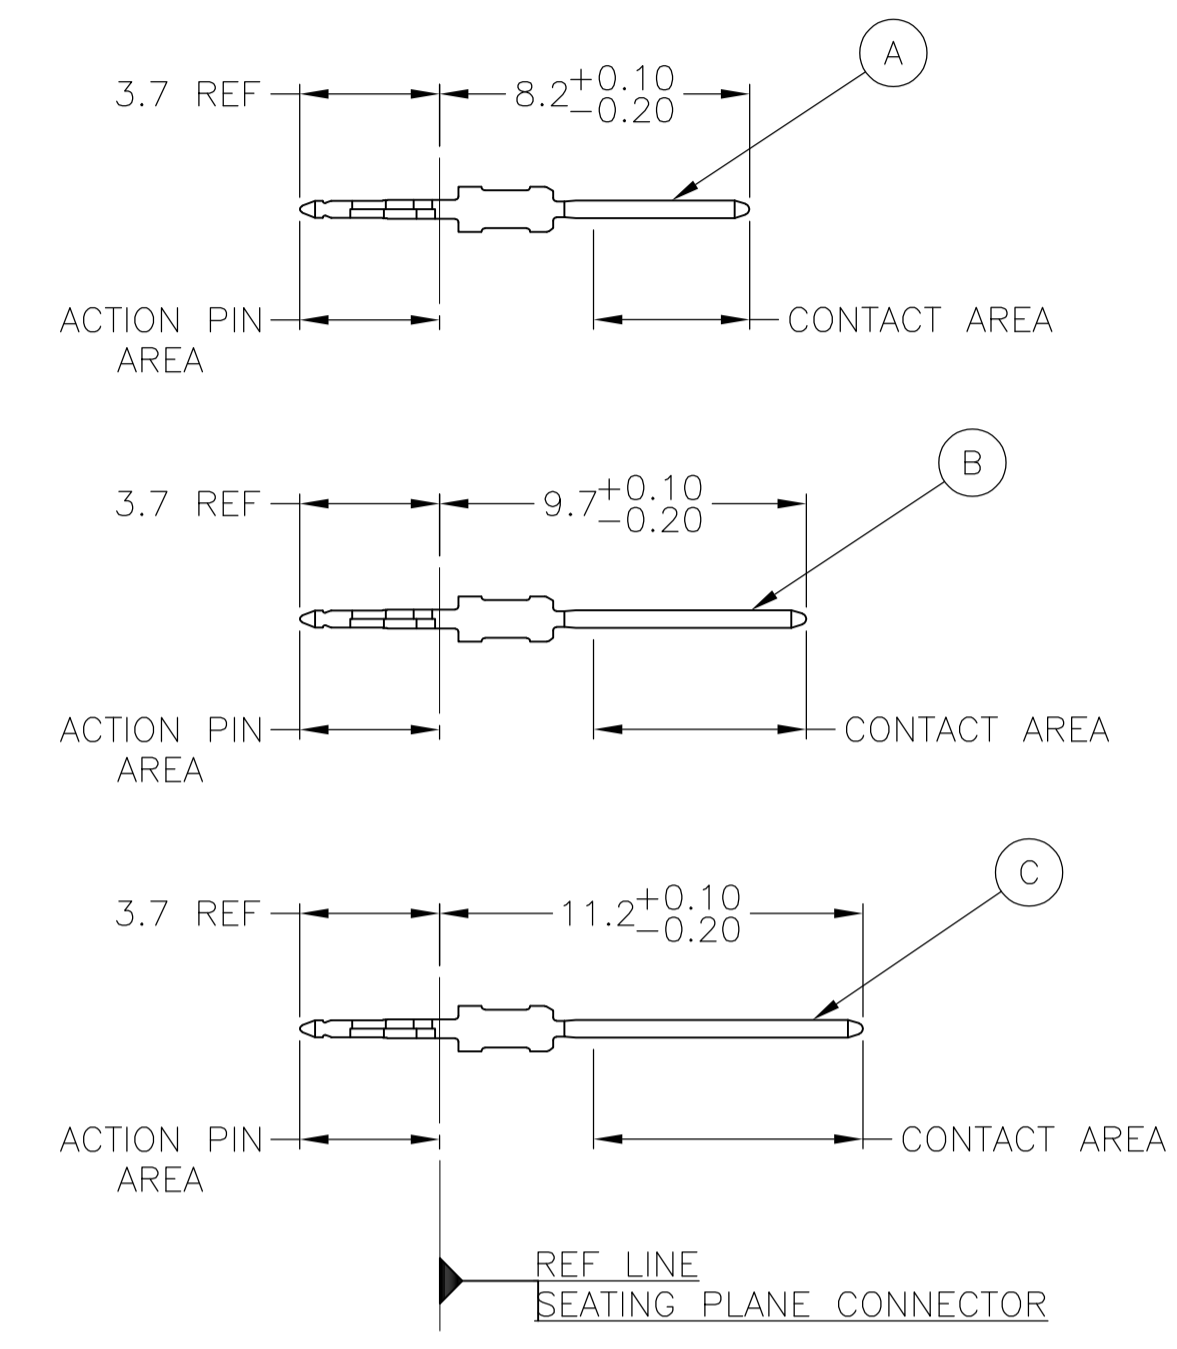 A
3.7 REF
8.2 +0.10 -0.20
ACTION PIN AREA
CONTACT AREA
B
3.7 REF
9.7 +0.10 -0.20
ACTION PIN AREA
CONTACT AREA
C
3.7 REF
11.2 +0.10 -0.20
ACTION PIN AREA
CONTACT AREA
REF LINE
SEATING PLANE CONNECTOR